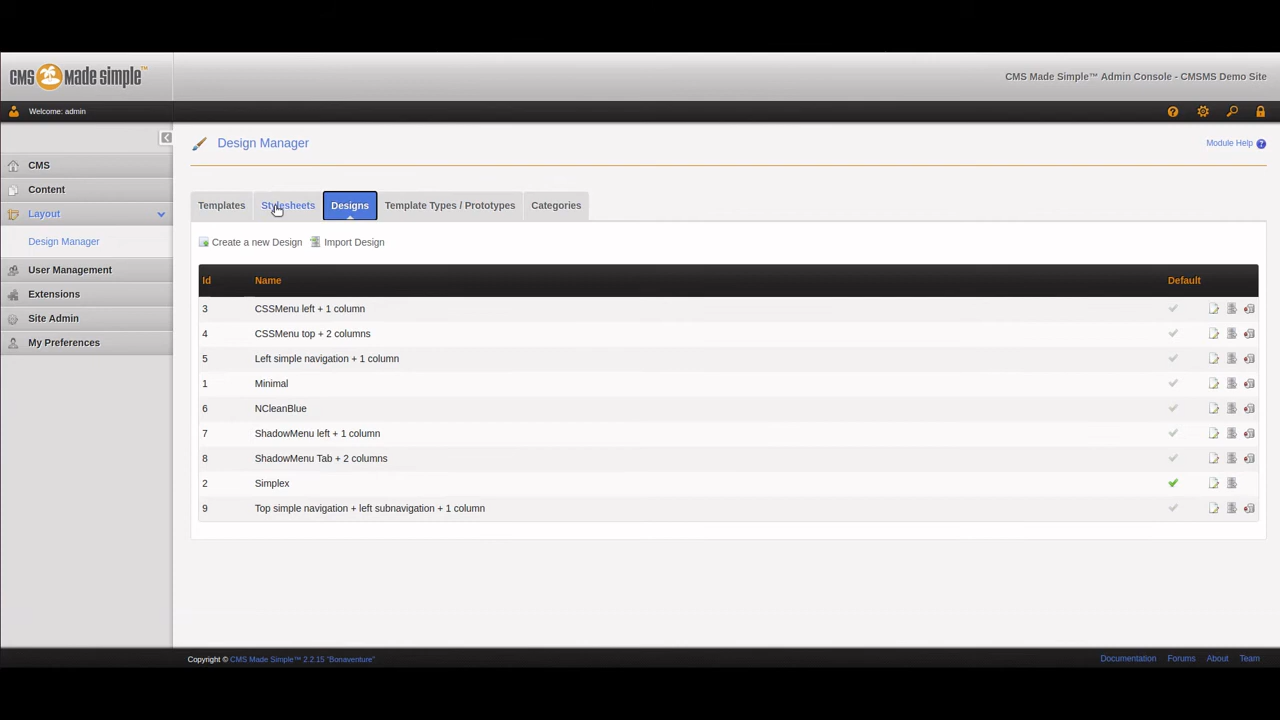 CMS made simple™
CMS Made Simple™ Admin Console - CMSMS Demo Site
Welcome: admin
CMS
Content
Layout
Design Manager
User Management
Extensions
Site Admin
My Preferences
Design Manager
Module Help ?
Templates Stylesheets Designs Template Types / Prototypes Categories
Create a new Design Import Design
Id Name Default
3 CSSMenu left + 1 column
4 CSSMenu top + 2 columns
5 Left simple navigation + 1 column
1 Minimal
6 NCleanBlue
7 ShadowMenu left + 1 column
8 ShadowMenu Tab + 2 columns
2 Simplex
9 Top simple navigation + left subnavigation + 1 column
Copyright © CMS Made Simple™ 2.2.15 "Bonaventure"
Documentation Forums About Team